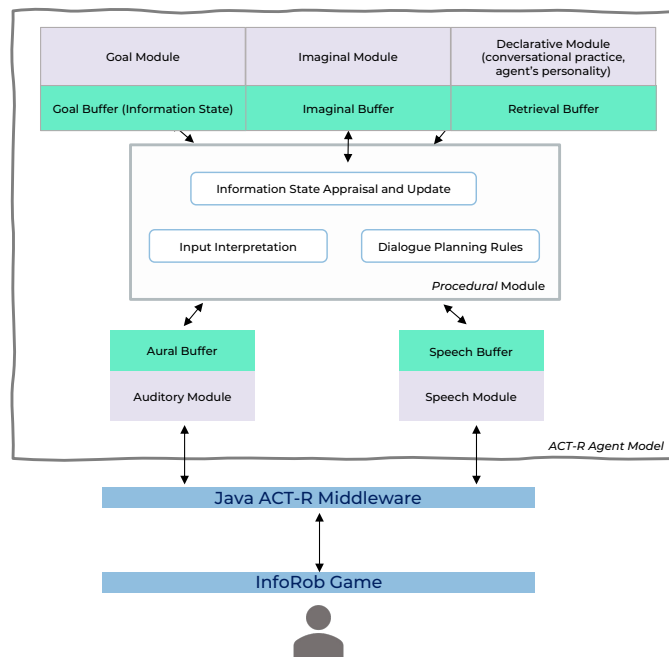 Goal Module
Imaginal Module
Declarative Module
(conversational practice,
agent's personality)
Goal Buffer (Information State)
Imaginal Buffer
Retrieval Buffer
Information State Appraisal and Update
Input Interpretation
Dialogue Planning Rules
Procedural Module
Aural Buffer
Speech Buffer
Auditory Module
Speech Module
ACT-R Agent Model
Java ACT-R Middleware
InfoRob Game